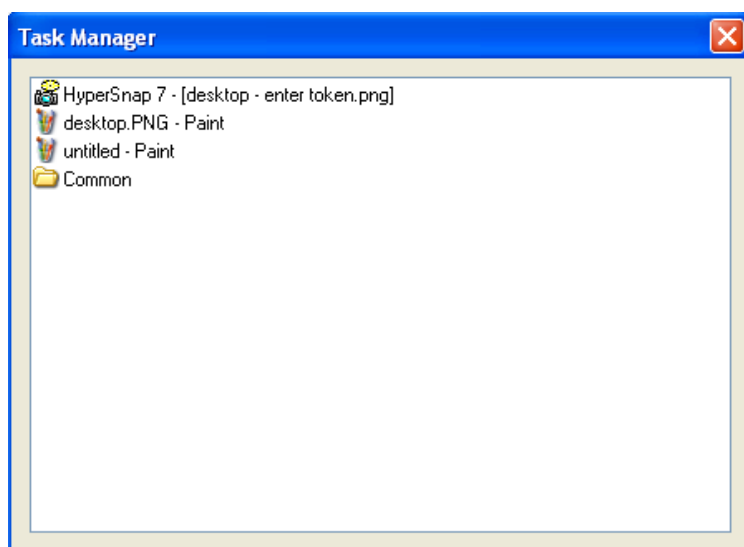 Task Manager
HyperSnap 7 - [desktop - enter token.png]
desktop.PNG - Paint
untitled - Paint
Common